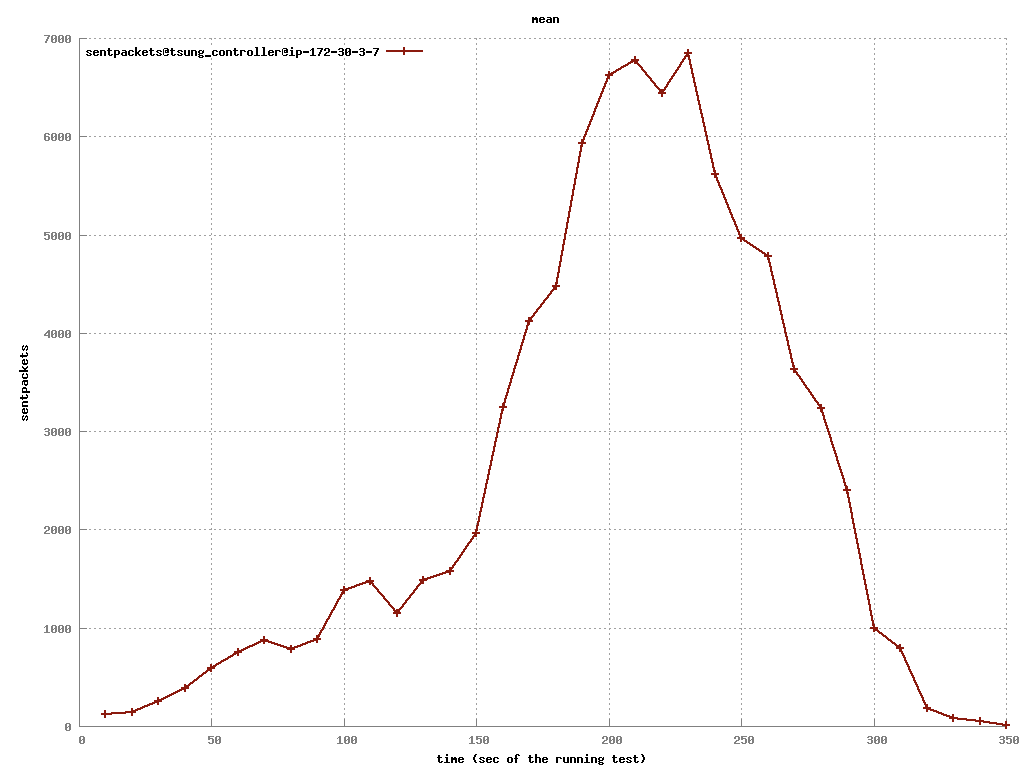 mean
7000
sentpackets@tsung_controller@ip-172-30-3-7
6000
5000
4000
sentpackets
3000
2000
1000
0
0 50 100 150 200 250 300 350
time (sec of the running test)